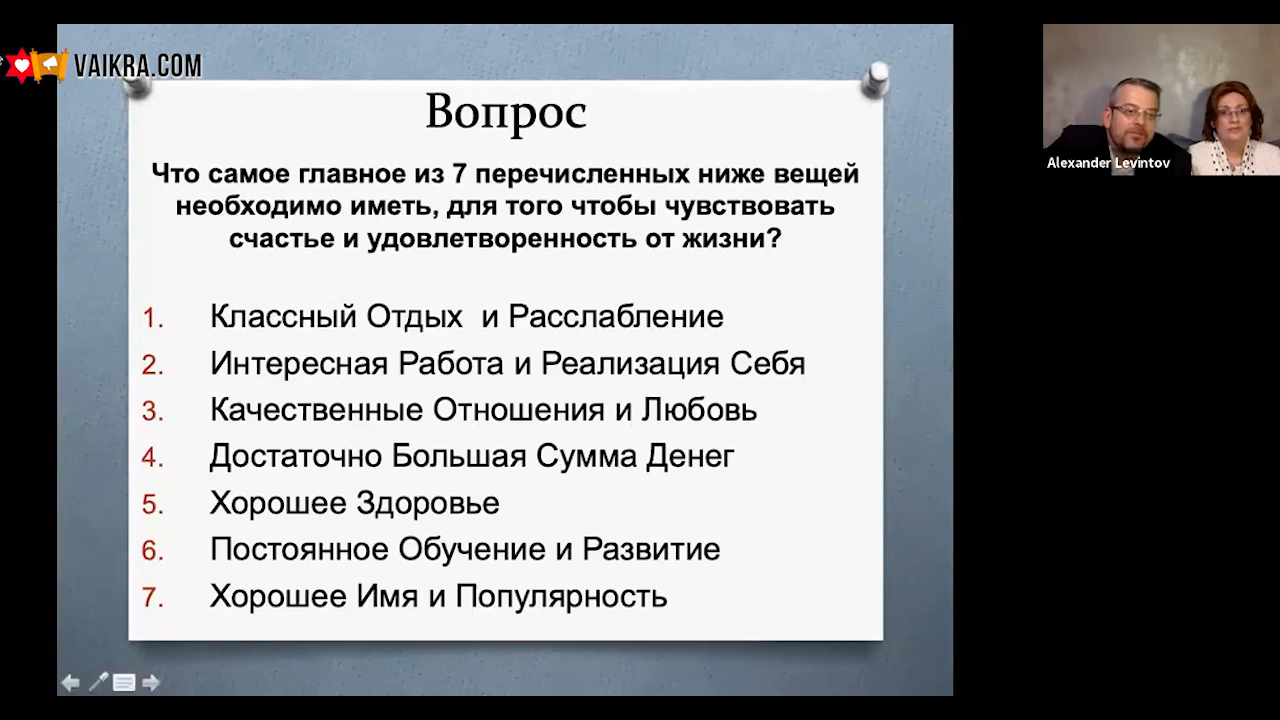 VAIKRA.COM
Вопрос
Что самое главное из 7 перечисленных ниже вещей
необходимо иметь, для того чтобы чувствовать
счастье и удовлетворенность от жизни?
1. Классный Отдых и Расслабление
2. Интересная Работа и Реализация Себя
3. Качественные Отношения и Любовь
4. Достаточно Большая Сумма Денег
5. Хорошее Здоровье
6. Постоянное Обучение и Развитие
7. Хорошее Имя и Популярность
Alexander Levintov